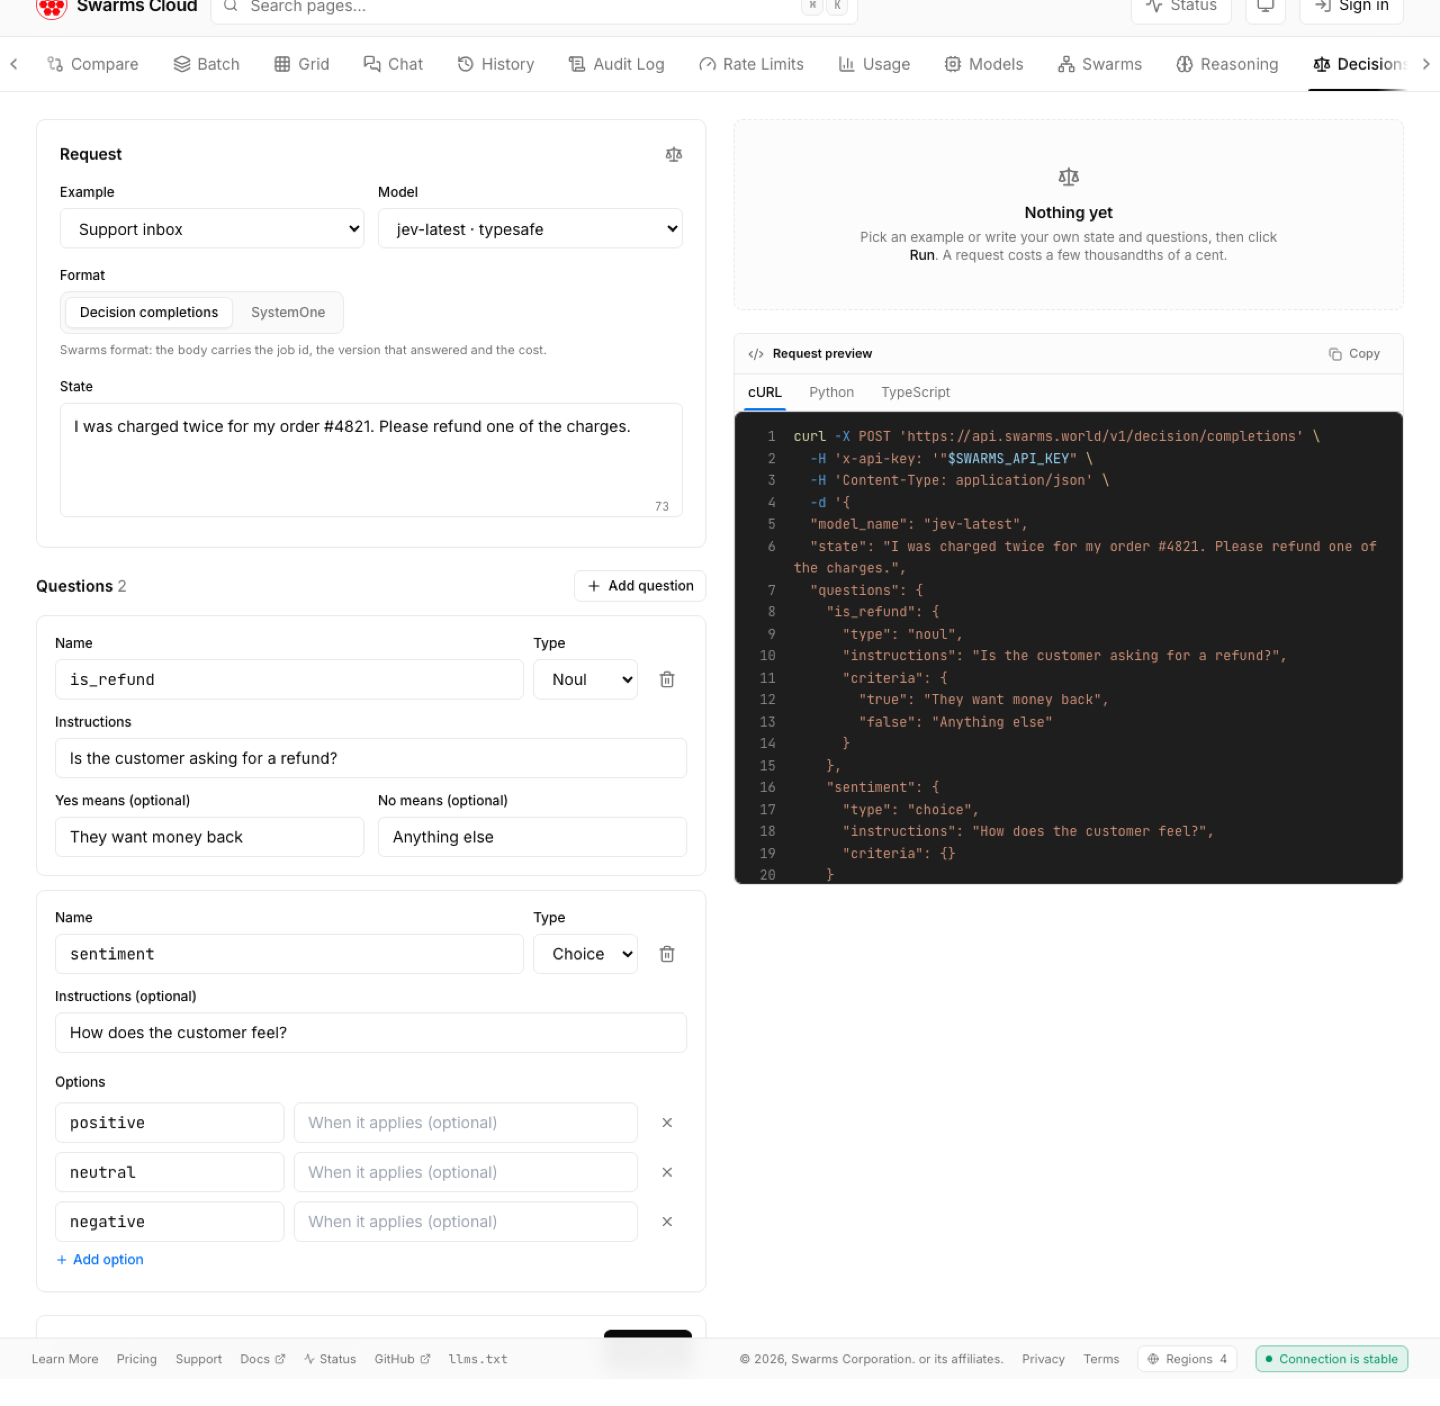 Swarms Cloud
Search pages...
⌘ K
Status
Sign in
Compare
Batch
Grid
Chat
History
Audit Log
Rate Limits
Usage
Models
Swarms
Reasoning
Decisions
Request
Example
Model
Support inbox
jev-latest · typesafe
Format
Decision completions
SystemOne
Swarms format: the body carries the job id, the version that answered and the cost.
State
I was charged twice for my order #4821. Please refund one of the charges.
73
Questions 2
Add question
Name
Type
is_refund
Noul
Instructions
Is the customer asking for a refund?
Yes means (optional)
No means (optional)
They want money back
Anything else
Name
Type
sentiment
Choice
Instructions (optional)
How does the customer feel?
Options
positive
When it applies (optional)
neutral
When it applies (optional)
negative
When it applies (optional)
+ Add option
Nothing yet
Pick an example or write your own state and questions, then click
Run. A request costs a few thousandths of a cent.
</> Request preview
Copy
cURL
Python
TypeScript
1 curl -X POST 'https://api.swarms.world/v1/decision/completions' \
2 -H 'x-api-key: '"$SWARMS_API_KEY" \
3 -H 'Content-Type: application/json' \
4 -d '{
5 "model_name": "jev-latest",
6 "state": "I was charged twice for my order #4821. Please refund one of
the charges.",
7 "questions": {
8 "is_refund": {
9 "type": "noul",
10 "instructions": "Is the customer asking for a refund?",
11 "criteria": {
12 "true": "They want money back",
13 "false": "Anything else"
14 }
15 },
16 "sentiment": {
17 "type": "choice",
18 "instructions": "How does the customer feel?",
19 "criteria": {}
20 }
Learn More
Pricing
Support
Docs
Status
GitHub
llms.txt
© 2026, Swarms Corporation. or its affiliates.
Privacy
Terms
Regions 4
Connection is stable